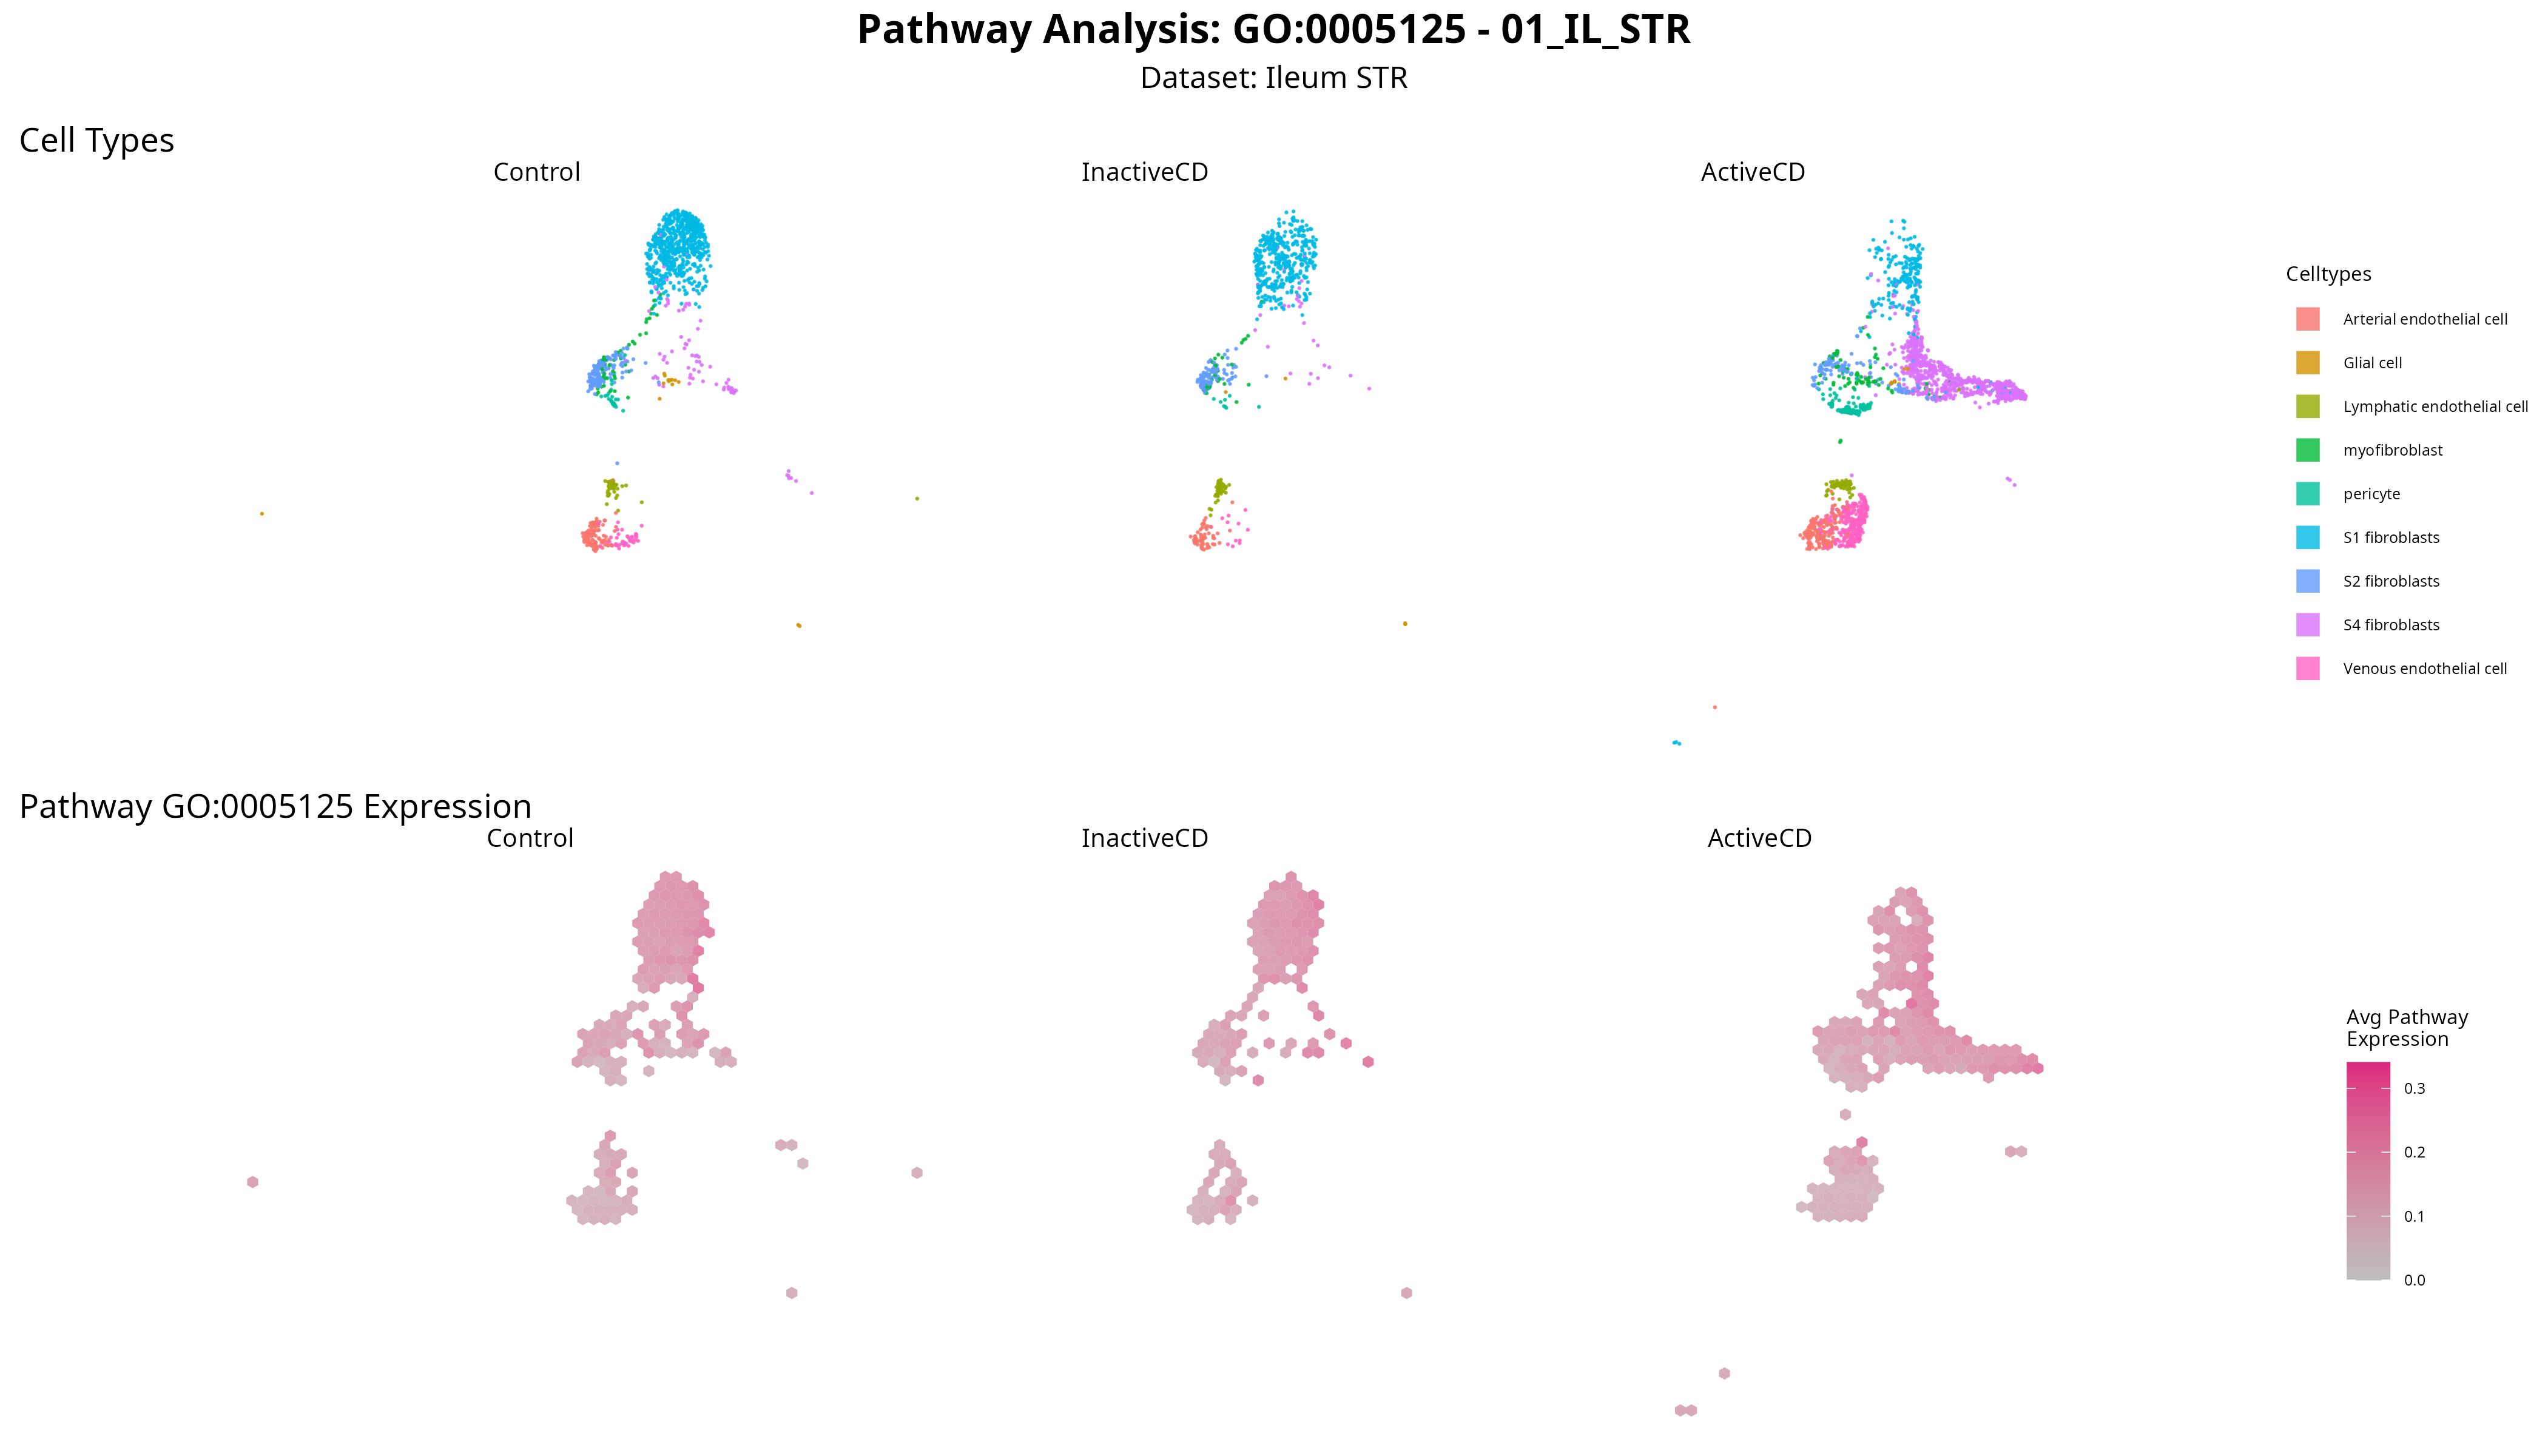 Pathway Analysis: GO:0005125 - 01_IL_STR
Dataset: Ileum STR
Cell Types
Control
InactiveCD
ActiveCD
Celltypes
Arterial endothelial cell
Glial cell
Lymphatic endothelial cell
myofibroblast
pericyte
S1 fibroblasts
S2 fibroblasts
S4 fibroblasts
Venous endothelial cell
Pathway GO:0005125 Expression
Control
InactiveCD
ActiveCD
Avg Pathway
Expression
0.3
0.2
0.1
0.0